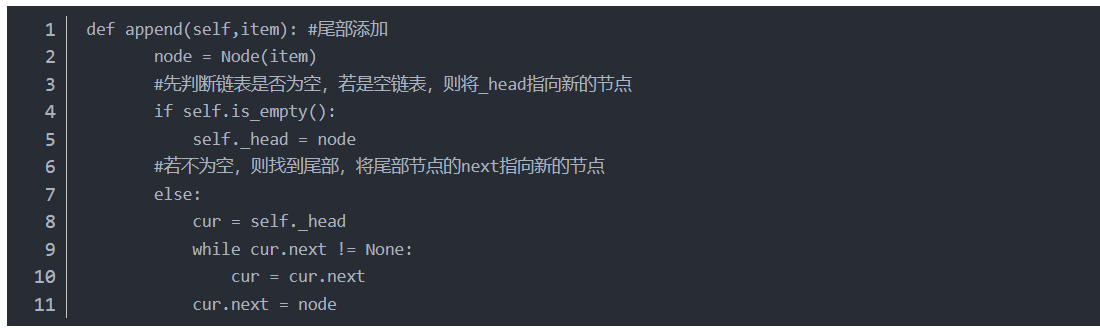 1 def append(self,item): #尾部添加
2 node = Node(item)
3 #先判断链表是否为空，若是空链表，则将_head指向新的节点
4 if self.is_empty():
5 self._head = node
6 #若不为空，则找到尾部，将尾部节点的next指向新的节点
7 else:
8 cur = self._head
9 while cur.next != None:
10 cur = cur.next
11 cur.next = node